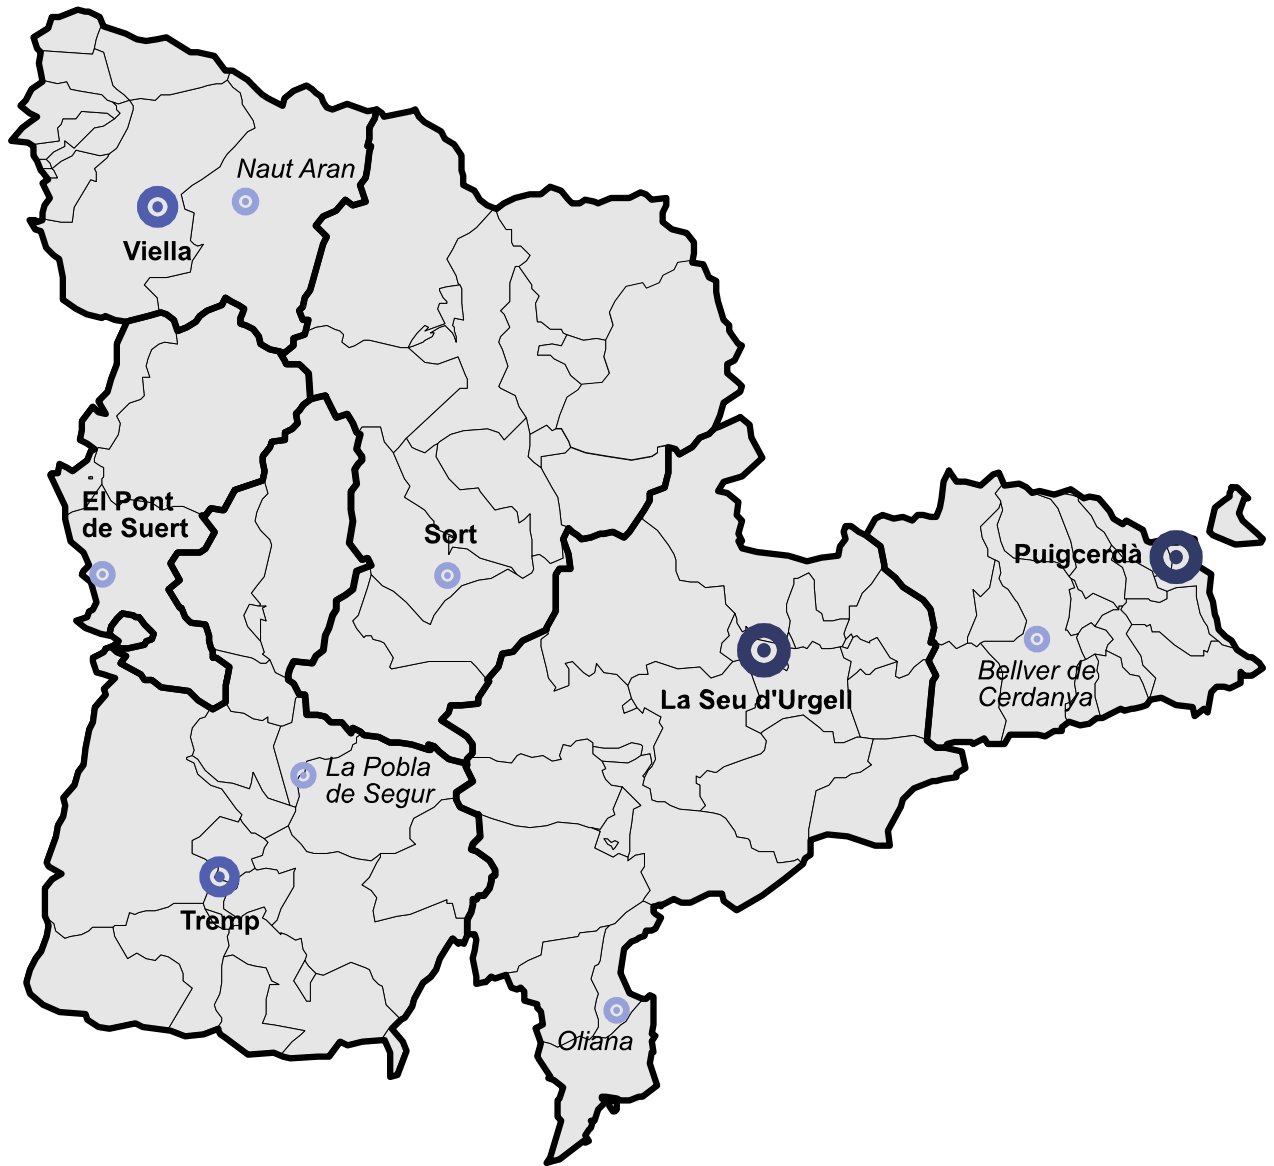 Naut Aran
Viella
El Pont
de Suert
Sort
Puigcerdà
Bellver de
Cerdanya
La Seu d'Urgell
La Pobla
de Segur
Tremp
Oliana